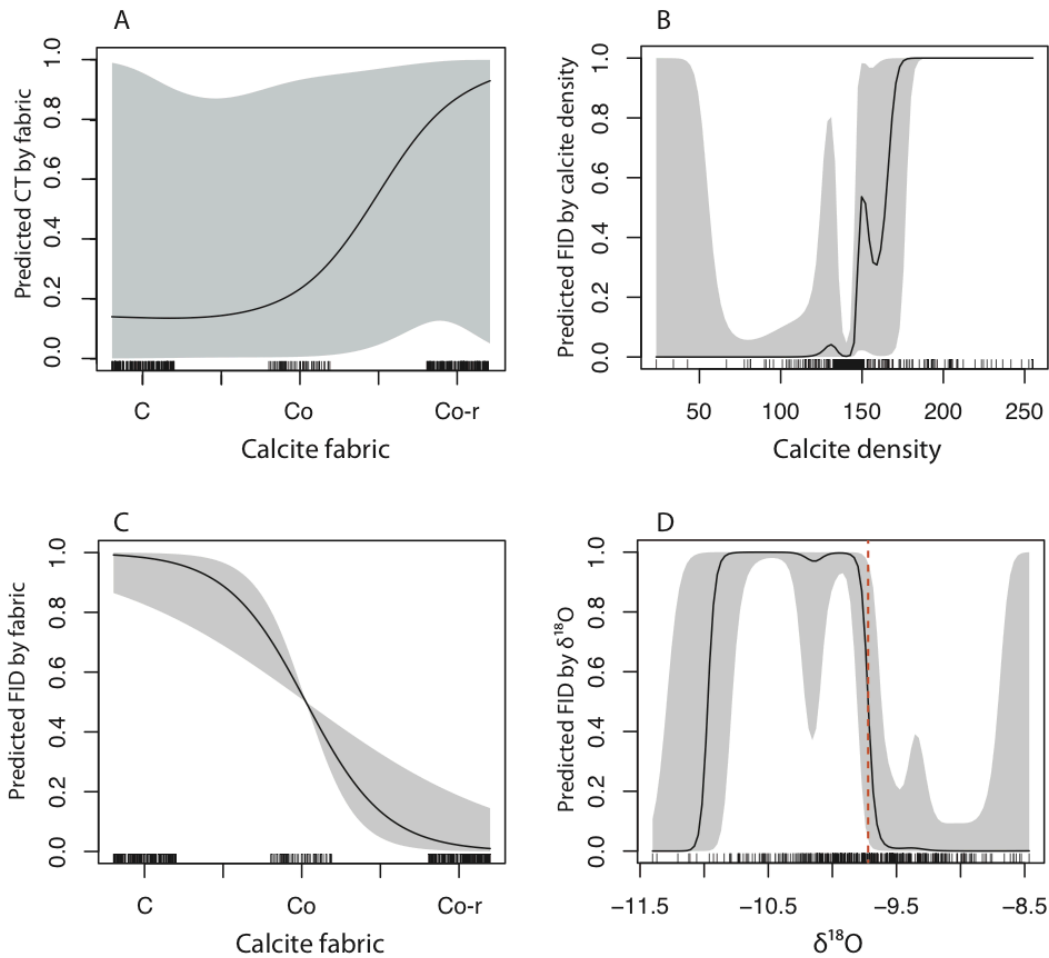 A
Predicted CT by fabric
0.0 0.2 0.4 0.6 0.8 1.0
C Co Co-r
Calcite fabric
B
Predicted FID by calcite density
0.0 0.2 0.4 0.6 0.8 1.0
50 100 150 200 250
Calcite density
C
Predicted FID by fabric
0.0 0.2 0.4 0.6 0.8 1.0
C Co Co-r
Calcite fabric
D
Predicted FID by δ¹⁸O
0.0 0.2 0.4 0.6 0.8 1.0
−11.5 −10.5 −9.5 −8.5
δ¹⁸O